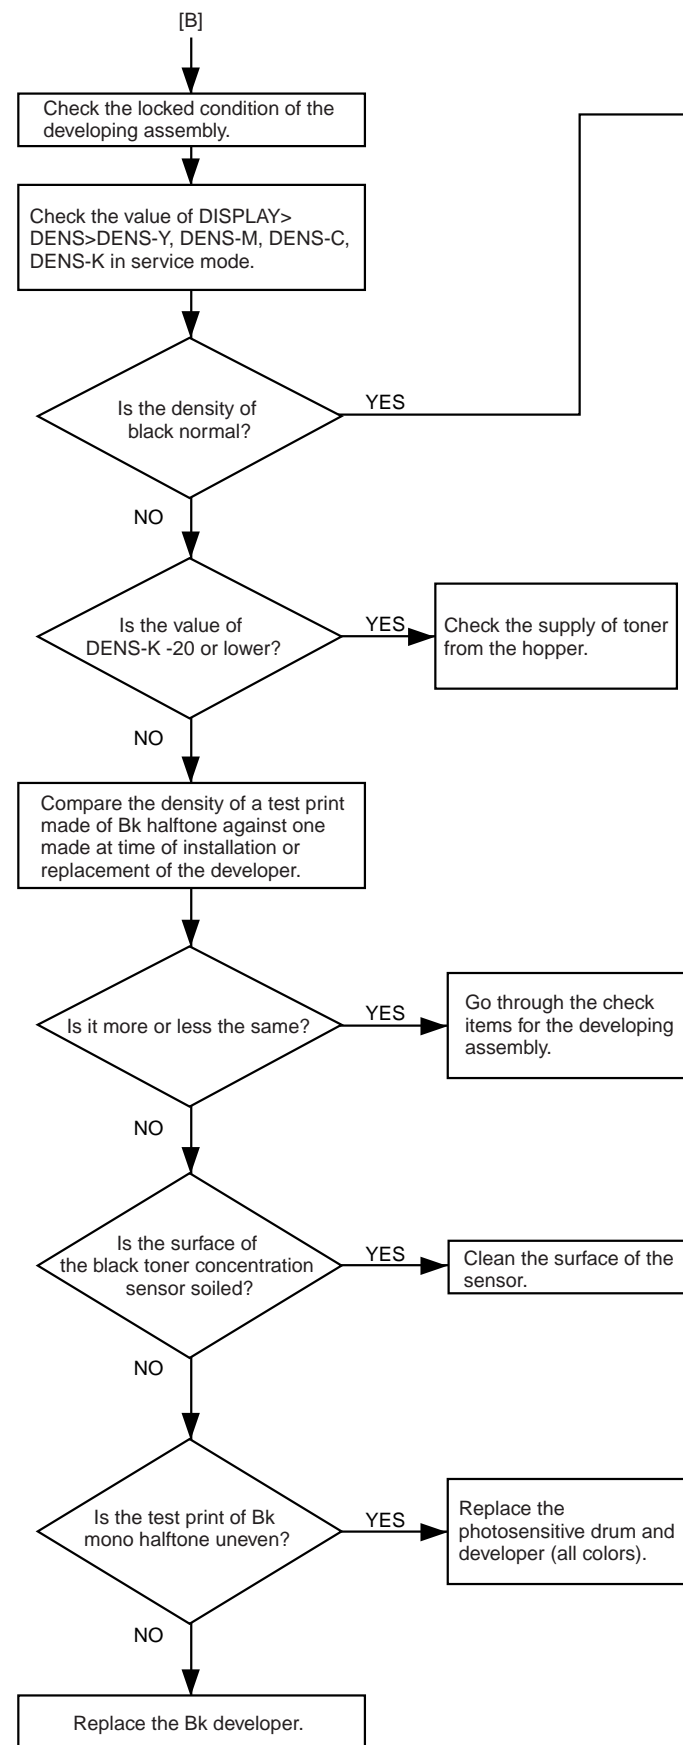 [B]
Check the locked condition of the
developing assembly.
Check the value of DISPLAY>
DENS>DENS-Y, DENS-M, DENS-C,
DENS-K in service mode.
Is the density of
black normal?
YES
NO
Is the value of
DENS-K -20 or lower?
YES
Check the supply of toner
from the hopper.
NO
Compare the density of a test print
made of Bk halftone against one
made at time of installation or
replacement of the developer.
Is it more or less the same?
YES
Go through the check
items for the developing
assembly.
NO
Is the surface of
the black toner concentration
sensor soiled?
YES
Clean the surface of the
sensor.
NO
Is the test print of Bk
mono halftone uneven?
YES
Replace the
photosensitive drum and
developer (all colors).
NO
Replace the Bk developer.